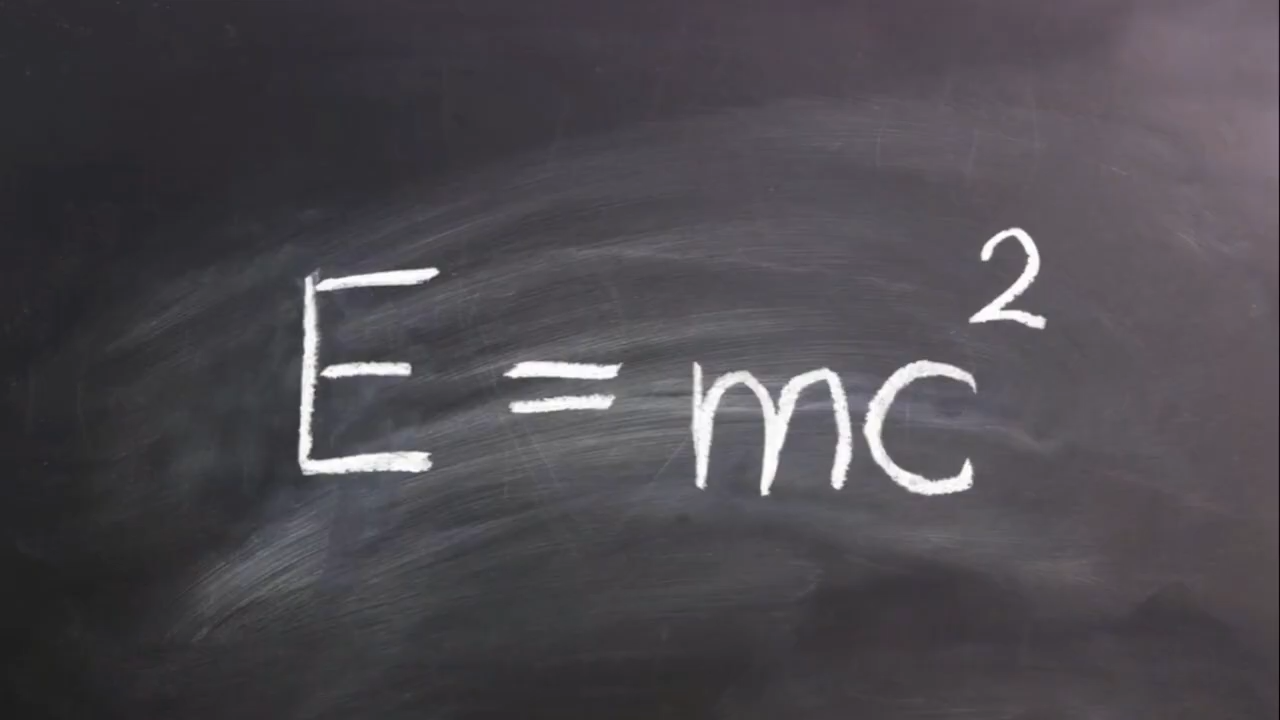 E = mc²